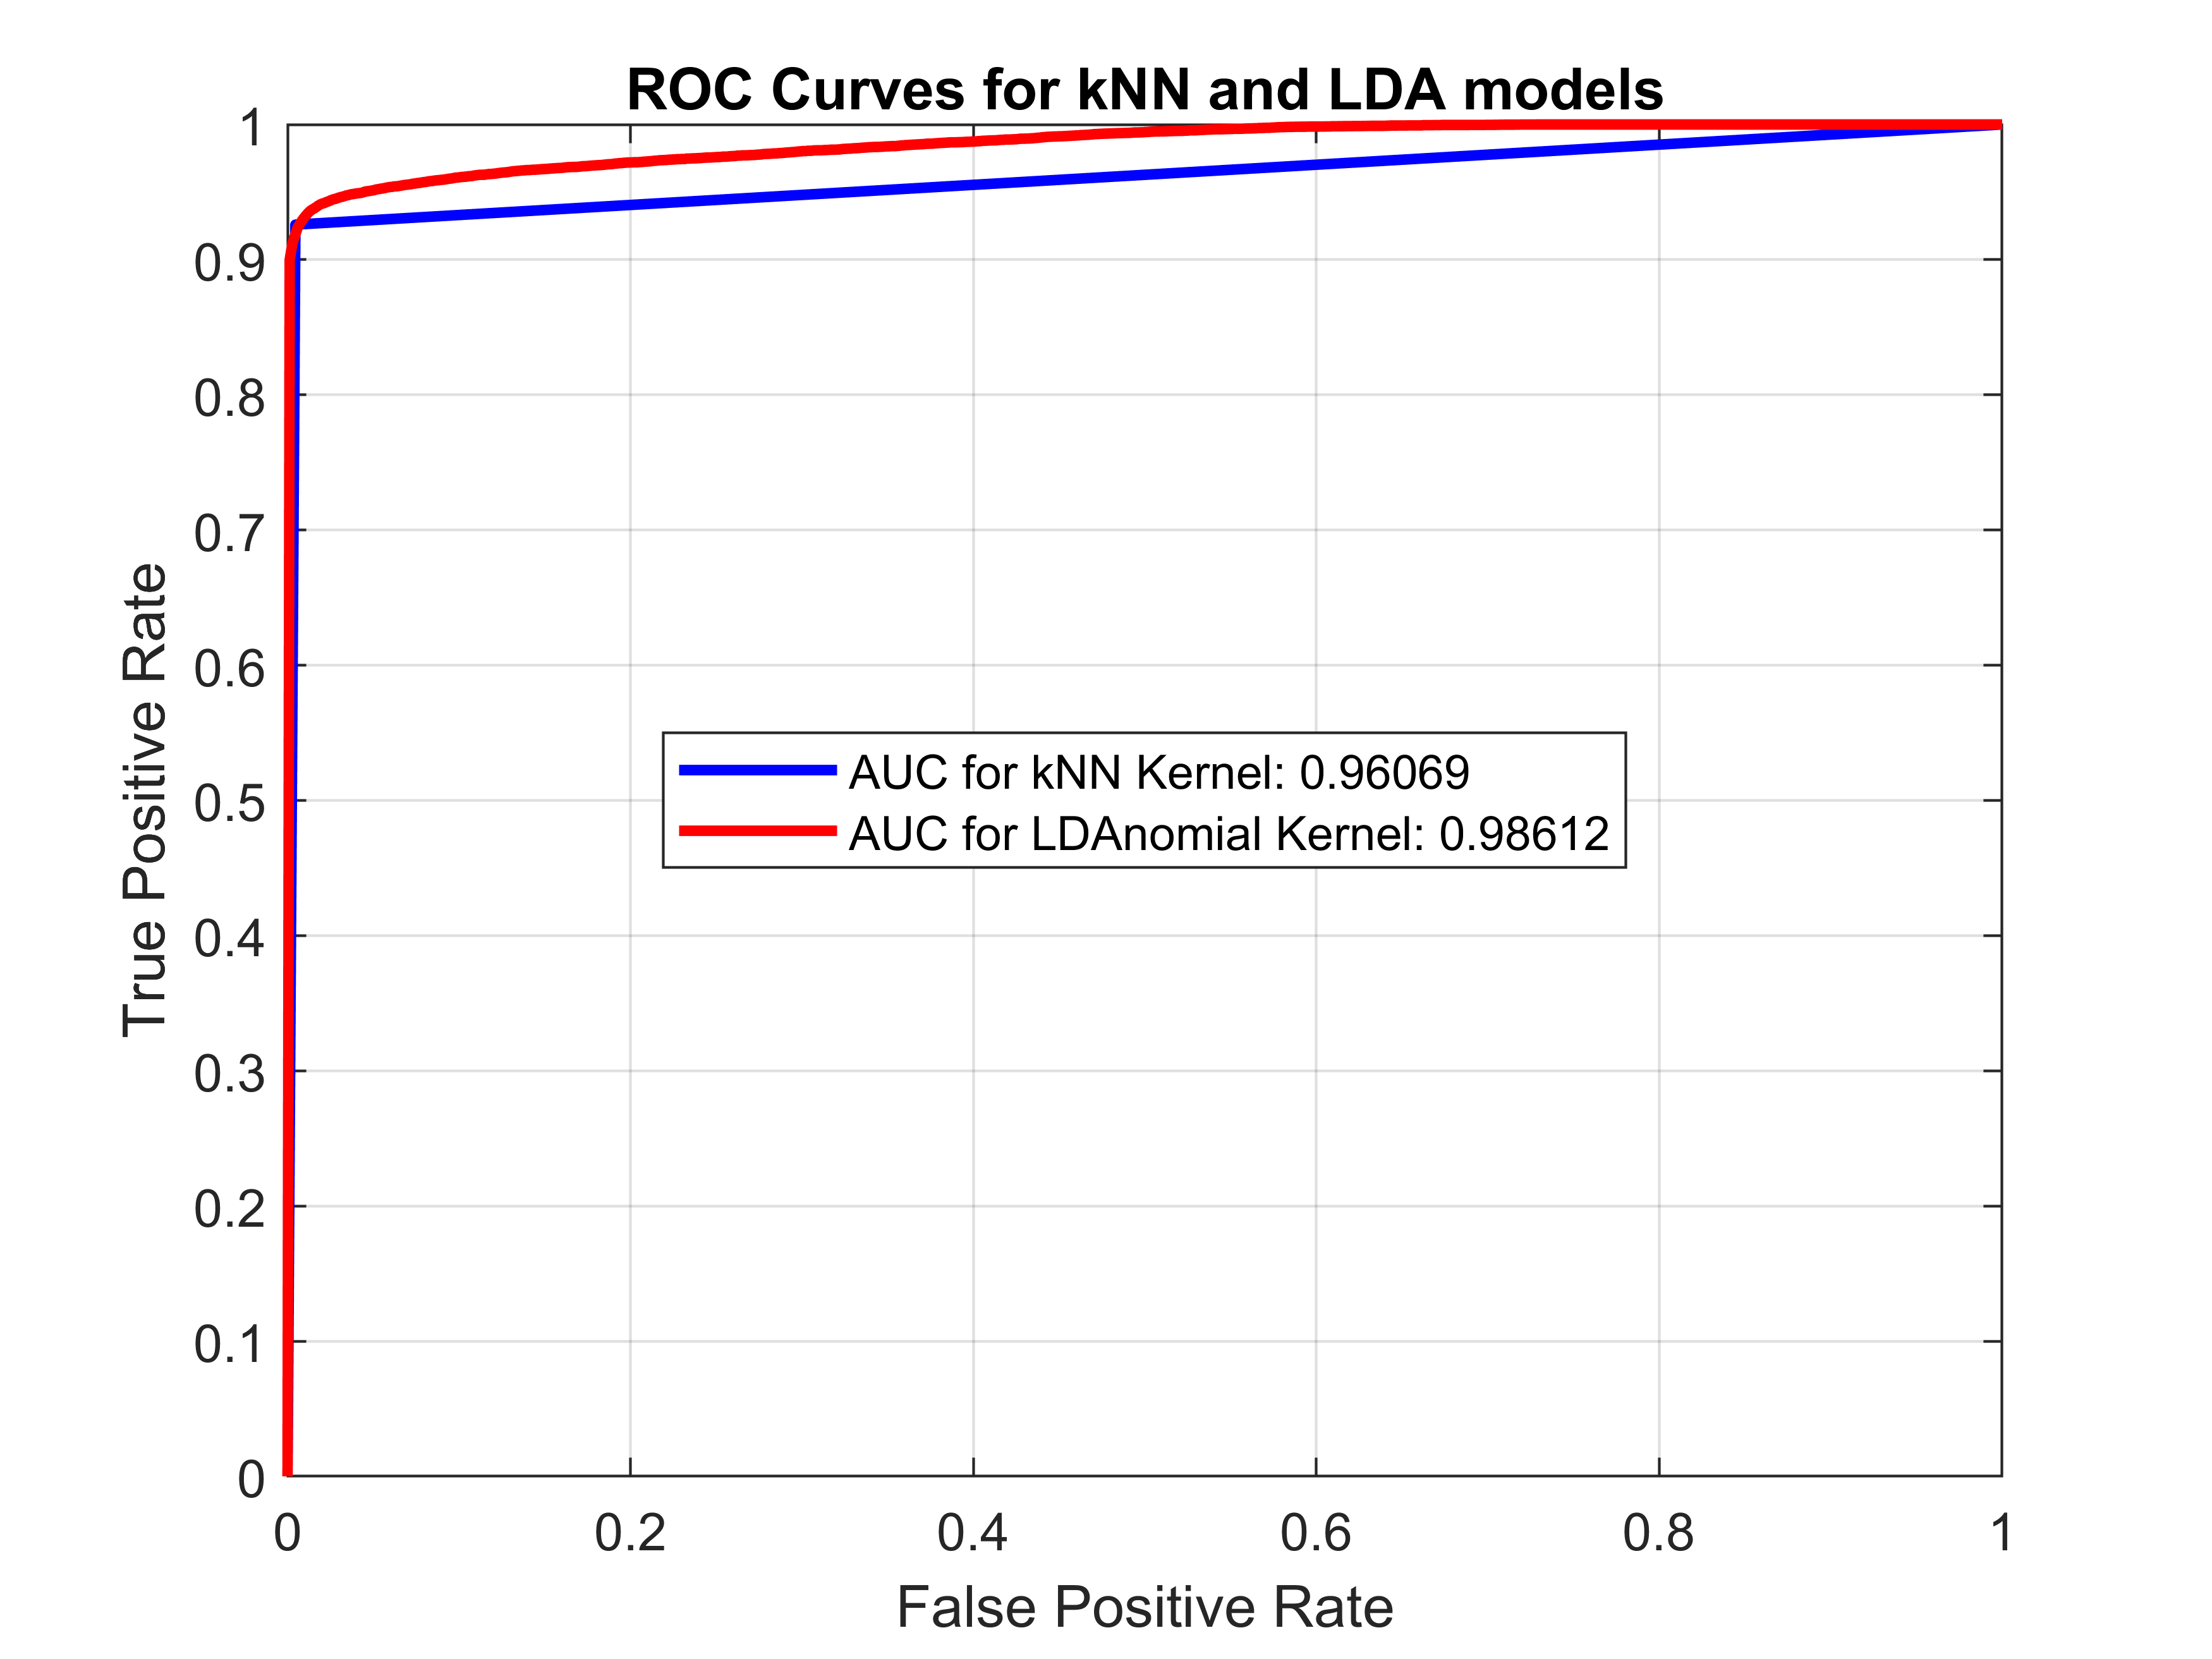 ROC Curves for kNN and LDA models
1
0.9
0.8
0.7
0.6
0.5
0.4
0.3
0.2
0.1
0
True Positive Rate
AUC for kNN Kernel: 0.96069
AUC for LDAnomial Kernel: 0.98612
0 0.2 0.4 0.6 0.8 1
False Positive Rate